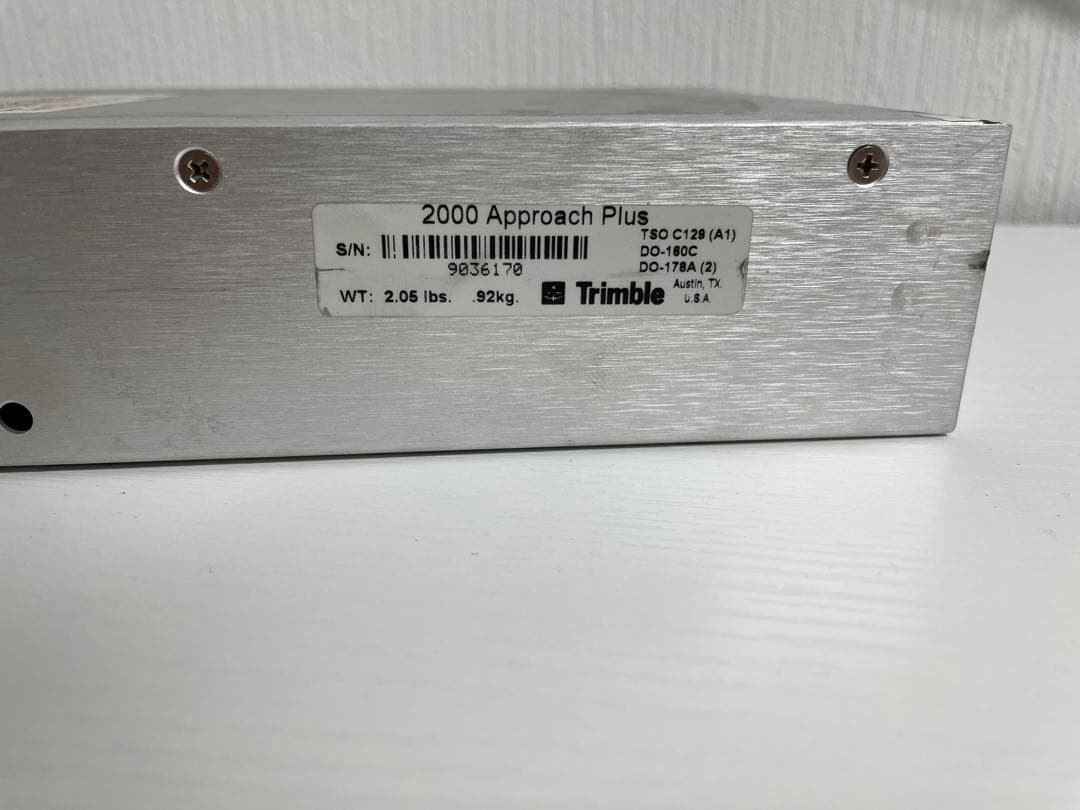 2000 Approach Plus
S/N:
9036170
TSO C129 (A1)
DO-160C
DO-178A (2)
WT: 2.05 lbs. .92kg.
Trimble
Austin, TX.
U.S.A.